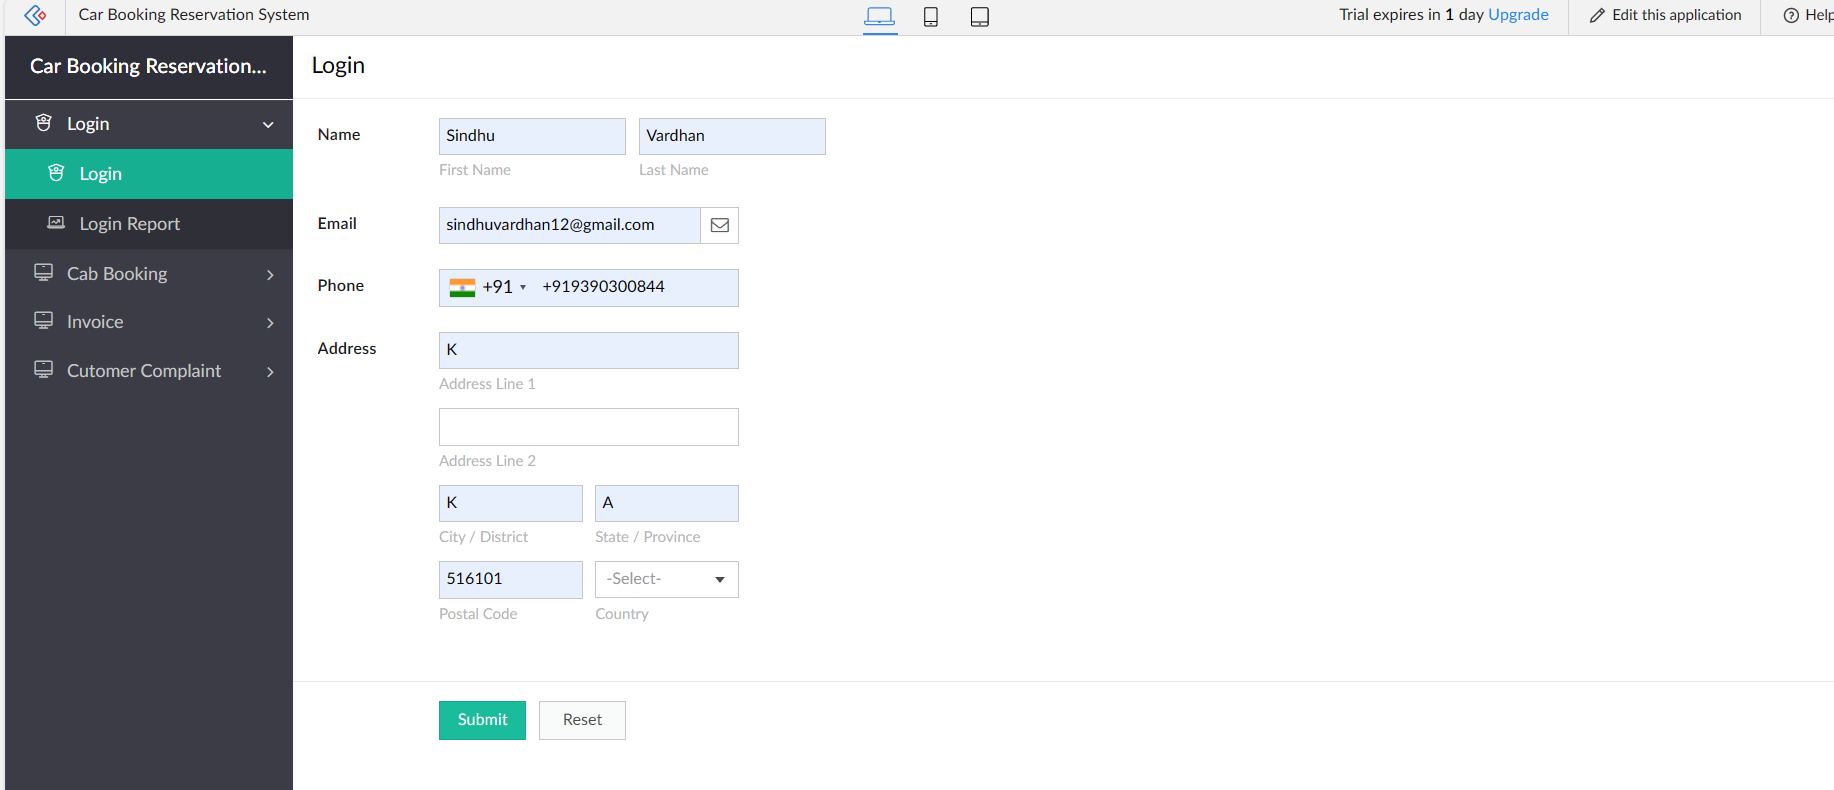 Car Booking Reservation System
Trial expires in 1 day Upgrade
Edit this application
Help
Car Booking Reservation...
Login
Login
Login Report
Cab Booking
Invoice
Cutomer Complaint
Login
Name
Sindhu
Vardhan
First Name
Last Name
Email
sindhuvardhan12@gmail.com
Phone
+91
+919390300844
Address
K
Address Line 1
Address Line 2
K
A
City / District
State / Province
516101
-Select-
Postal Code
Country
Submit
Reset